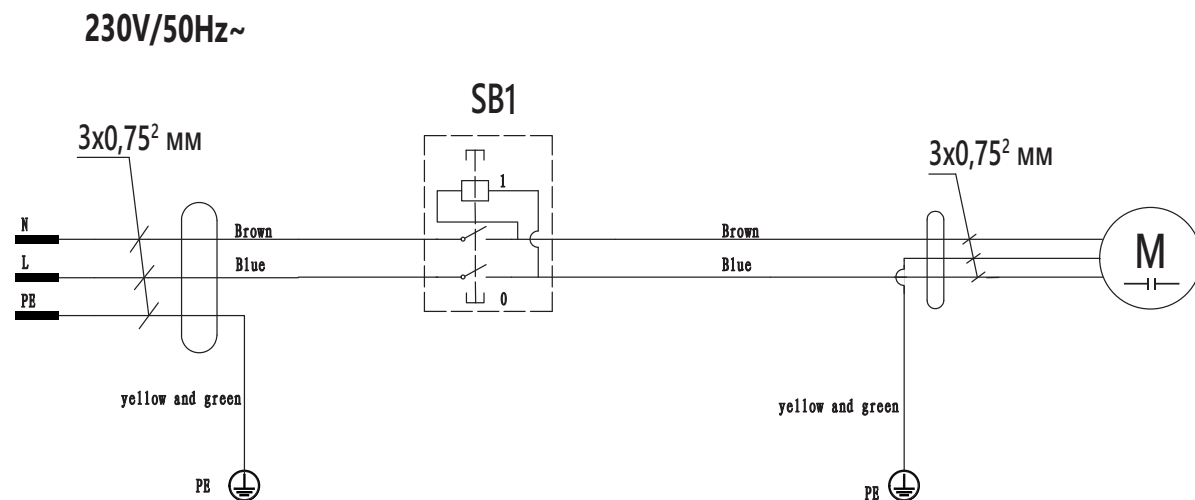 230V/50Hz~
SB1
3x0,75² мм
3x0,75² мм
1
N
Brown
Brown
L
Blue
Blue
M
PE
0
yellow and green
yellow and green
PE
PE